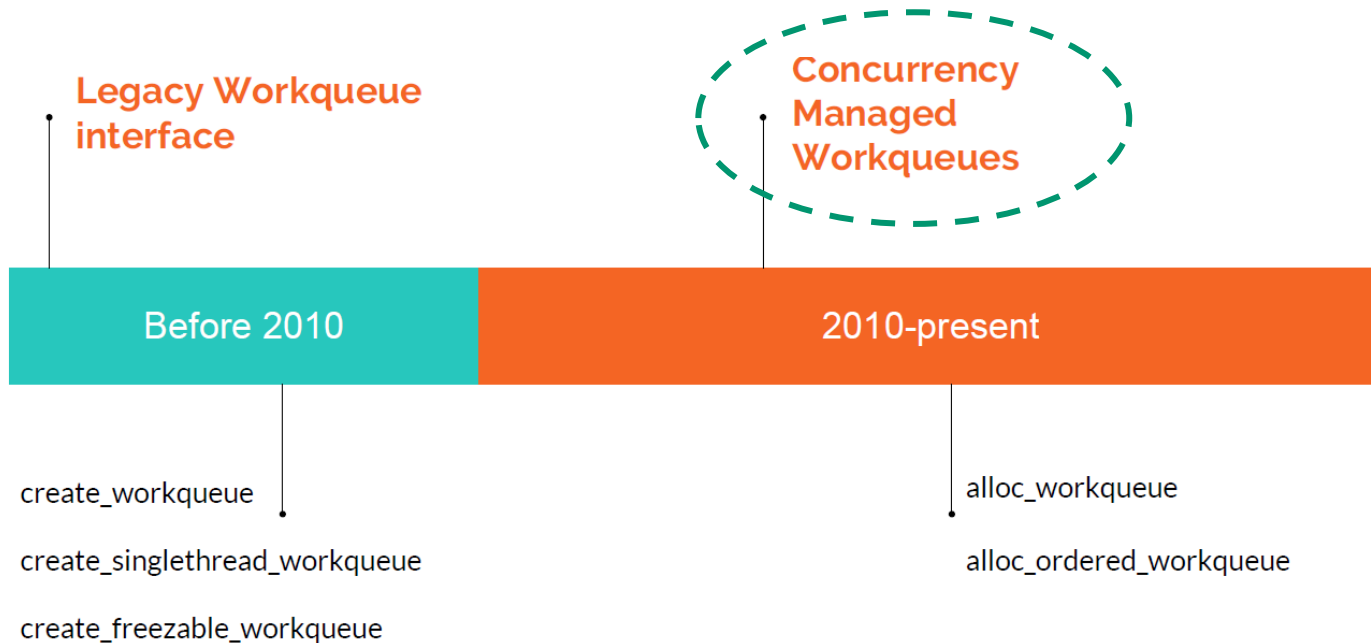 Legacy Workqueue
interface
Concurrency
Managed
Workqueues
Before 2010
2010-present
create_workqueue
create_singlethread_workqueue
create_freezable_workqueue
alloc_workqueue
alloc_ordered_workqueue